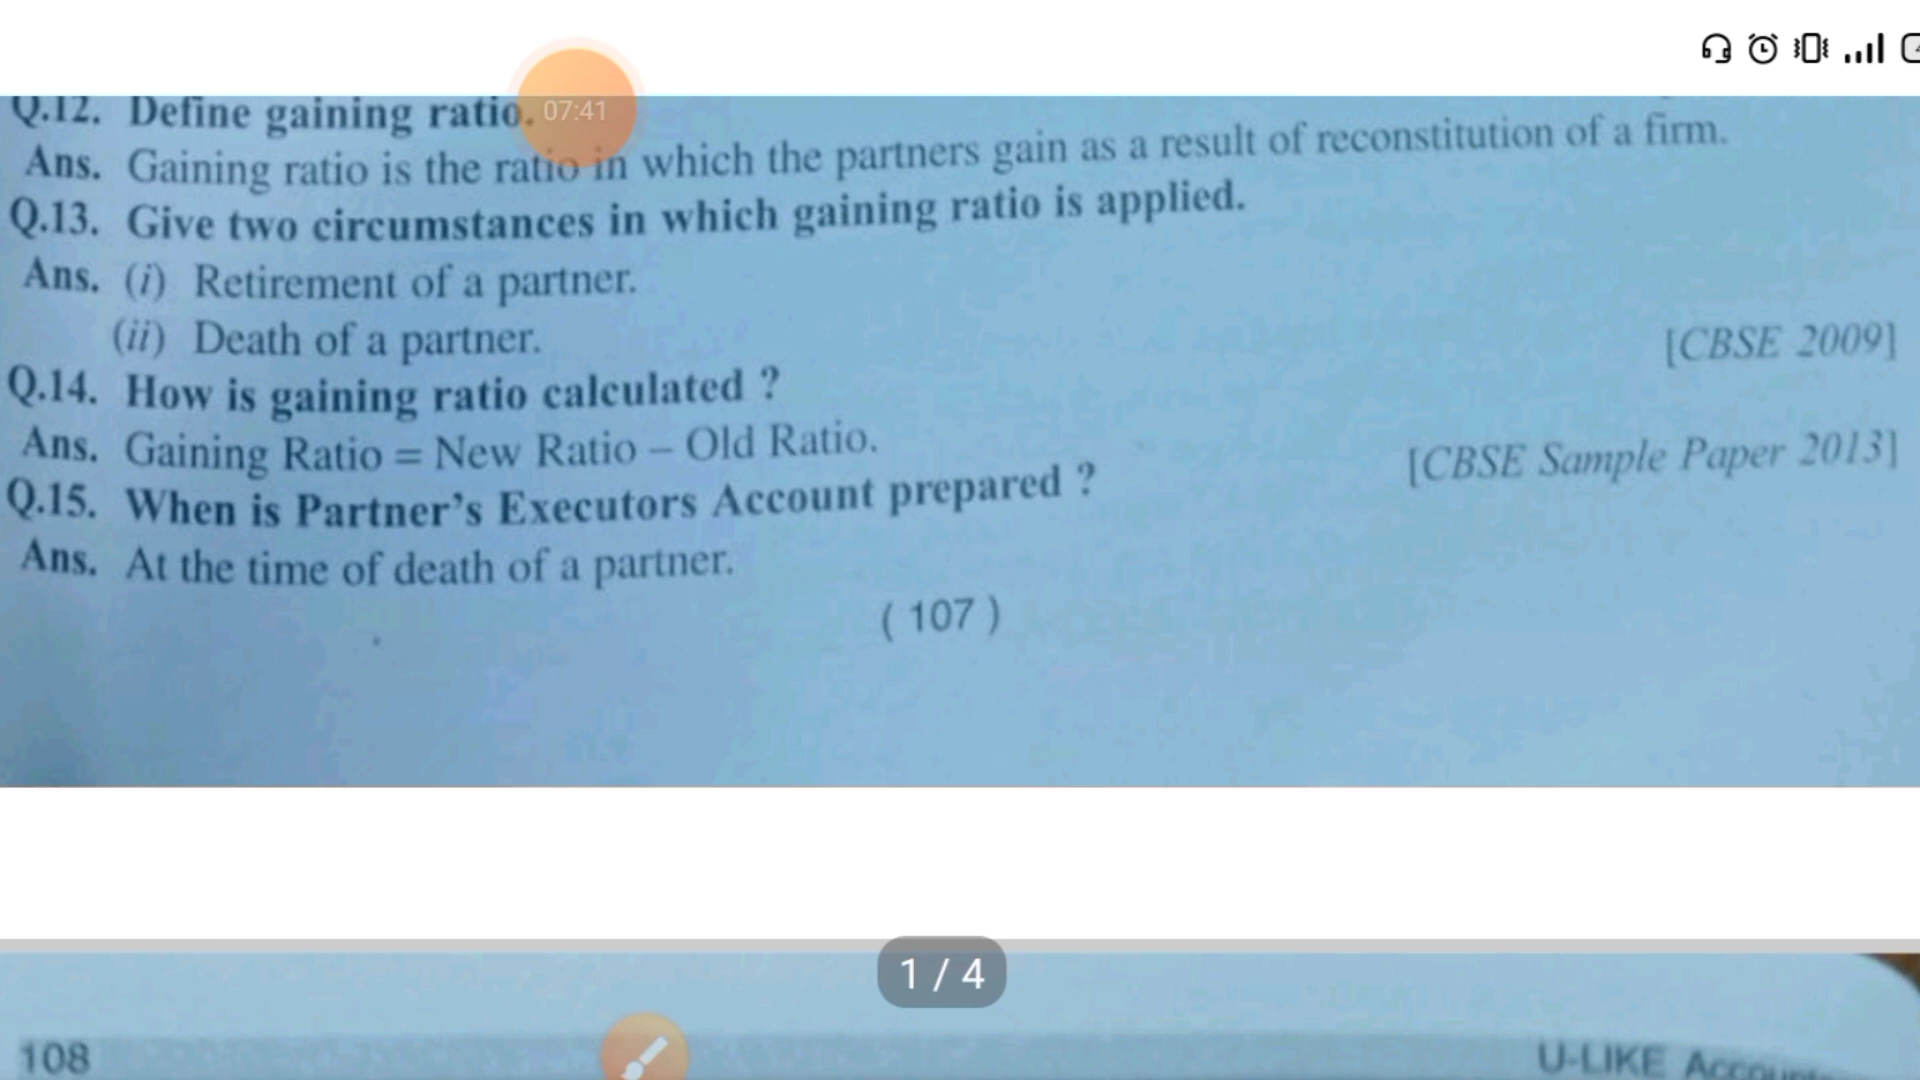 07:41
Q.12. Define gaining ratio.
Ans. Gaining ratio is the ratio in which the partners gain as a result of reconstitution of a firm.
Q.13. Give two circumstances in which gaining ratio is applied.
Ans. (i) Retirement of a partner.
(ii) Death of a partner.
[CBSE 2009]
Q.14. How is gaining ratio calculated ?
Ans. Gaining Ratio = New Ratio – Old Ratio.
[CBSE Sample Paper 2013]
Q.15. When is Partner's Executors Account prepared ?
Ans. At the time of death of a partner.
( 107 )
1 / 4
108
U-LIKE